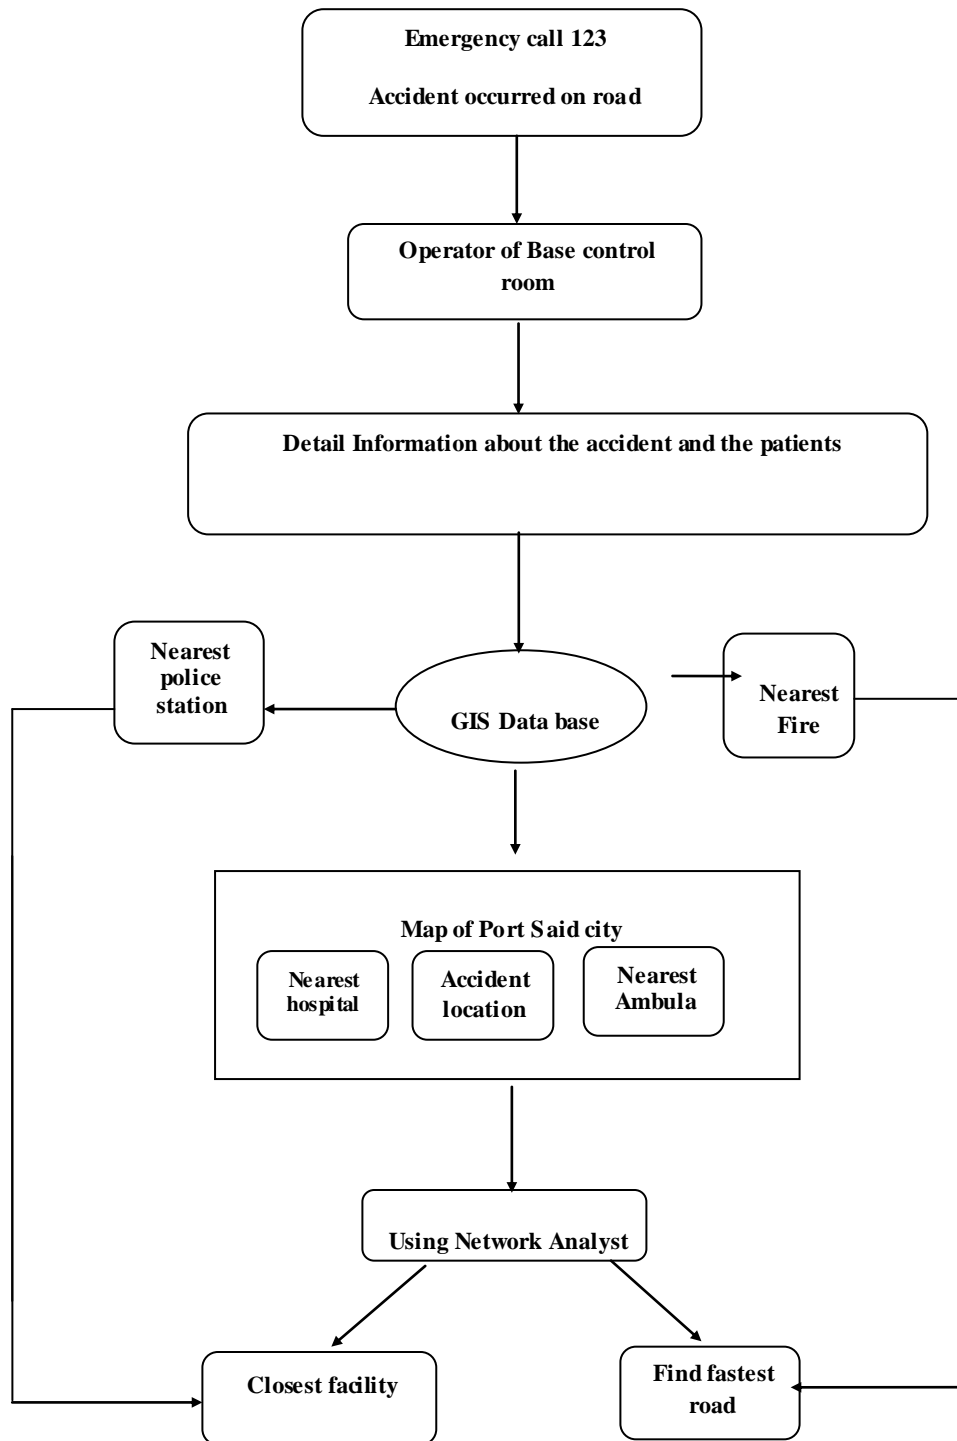 Emergency call 123
Accident occurred on road
Operator of Base control
room
Detail Information about the accident and the patients
Nearest
police
station
GIS Data base
Nearest
Fire
Map of Port Said city
Nearest
hospital
Accident
location
Nearest
Ambula
Using Network Analyst
Closest facility
Find fastest
road